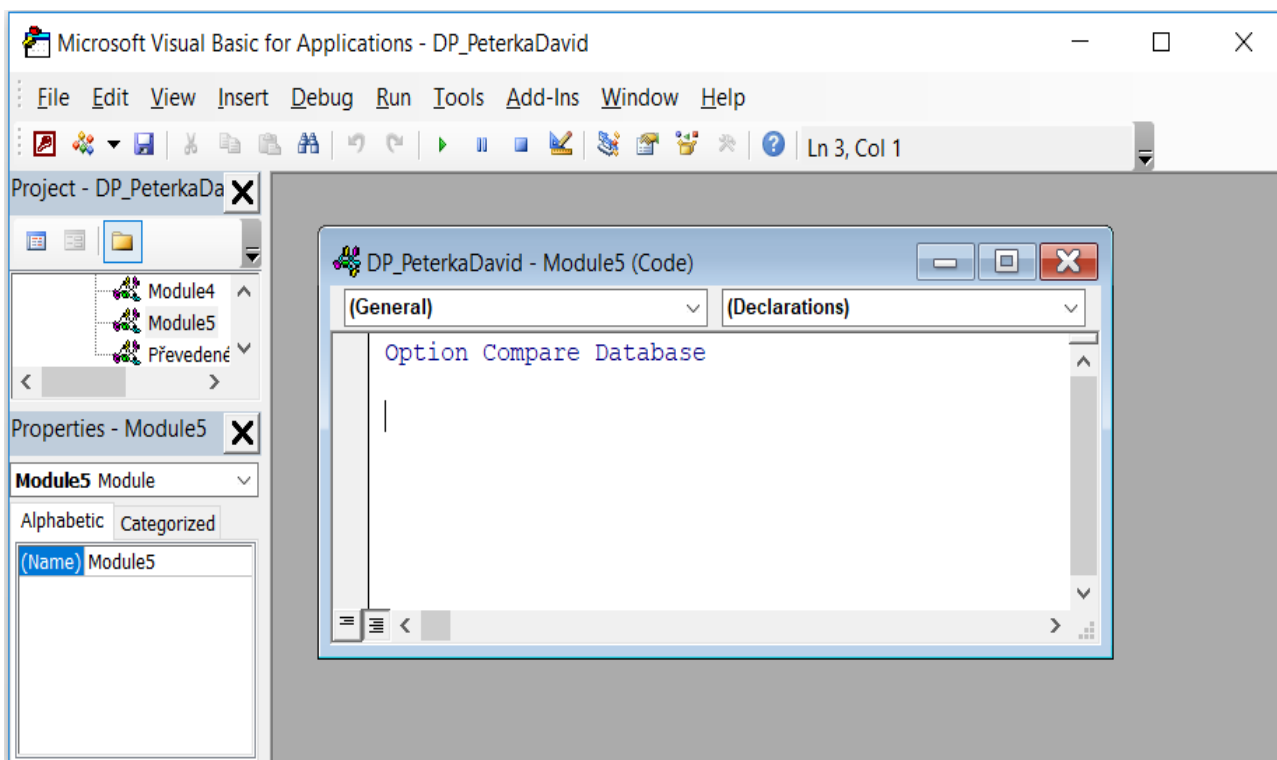 Microsoft Visual Basic for Applications - DP_PeterkaDavid
File Edit View Insert Debug Run Tools Add-Ins Window Help
Ln 3, Col 1
Project - DP_PeterkaDa
Module4
Module5
Převedené
Properties - Module5
Module5 Module
Alphabetic Categorized
(Name) Module5
DP_PeterkaDavid - Module5 (Code)
(General) (Declarations)
Option Compare Database